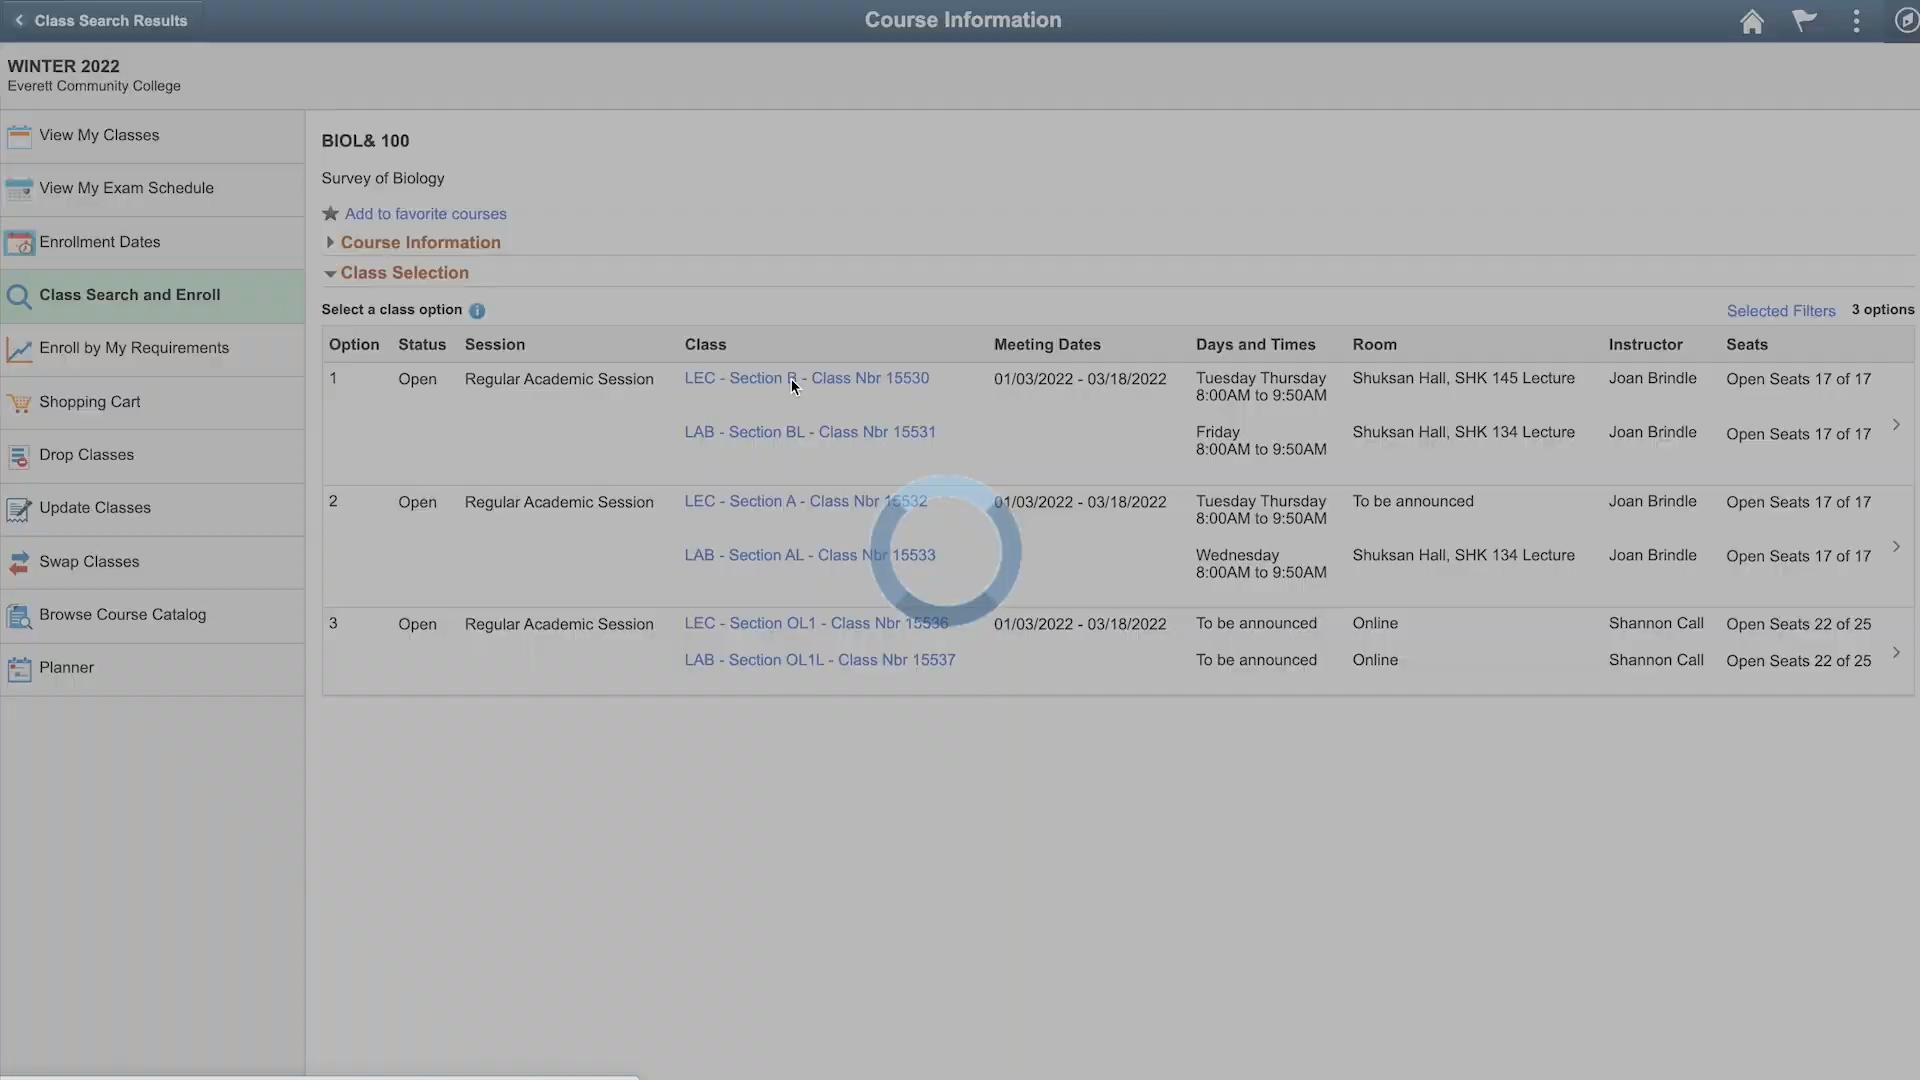 Class Search Results
Course Information
WINTER 2022
Everett Community College
View My Classes
View My Exam Schedule
Enrollment Dates
Class Search and Enroll
Enroll by My Requirements
Shopping Cart
Drop Classes
Update Classes
Swap Classes
Browse Course Catalog
Planner
BIOL& 100
Survey of Biology
Add to favorite courses
Course Information
Class Selection
Select a class option
Selected Filters 3 options
Option Status Session Class Meeting Dates Days and Times Room Instructor Seats
1 Open Regular Academic Session LEC - Section B - Class Nbr 15530 01/03/2022 - 03/18/2022 Tuesday Thursday Shuksan Hall, SHK 145 Lecture Joan Brindle Open Seats 17 of 17
8:00AM to 9:50AM
LAB - Section BL - Class Nbr 15531 Friday Shuksan Hall, SHK 134 Lecture Joan Brindle Open Seats 17 of 17
8:00AM to 9:50AM
2 Open Regular Academic Session LEC - Section A - Class Nbr 15532 01/03/2022 - 03/18/2022 Tuesday Thursday To be announced Joan Brindle Open Seats 17 of 17
8:00AM to 9:50AM
LAB - Section AL - Class Nbr 15533 Wednesday Shuksan Hall, SHK 134 Lecture Joan Brindle Open Seats 17 of 17
8:00AM to 9:50AM
3 Open Regular Academic Session LEC - Section OL1 - Class Nbr 15536 01/03/2022 - 03/18/2022 To be announced Online Shannon Call Open Seats 22 of 25
LAB - Section OL1L - Class Nbr 15537 To be announced Online Shannon Call Open Seats 22 of 25